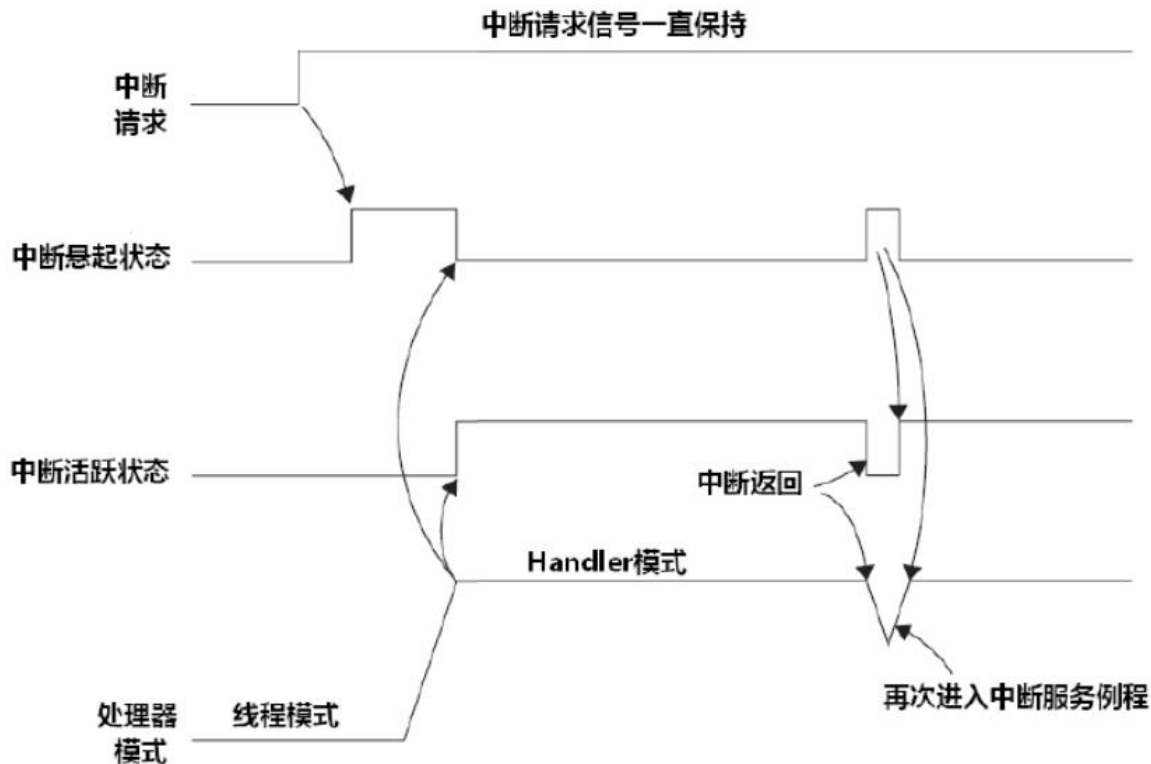 中断请求信号一直保持
中断
请求
中断悬起状态
中断活跃状态
中断返回
Handler模式
再次进入中断服务例程
处理器
模式
线程模式